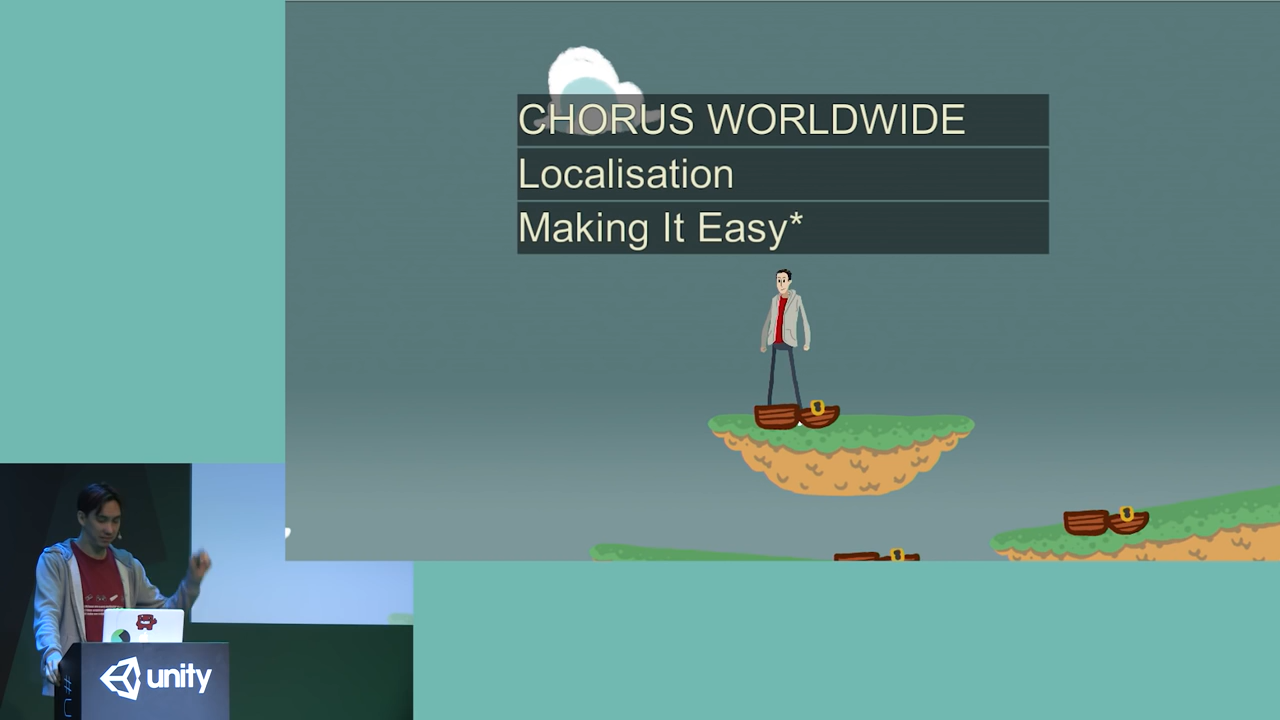 CHORUS WORLDWIDE
Localisation
Making It Easy*
unity
#U